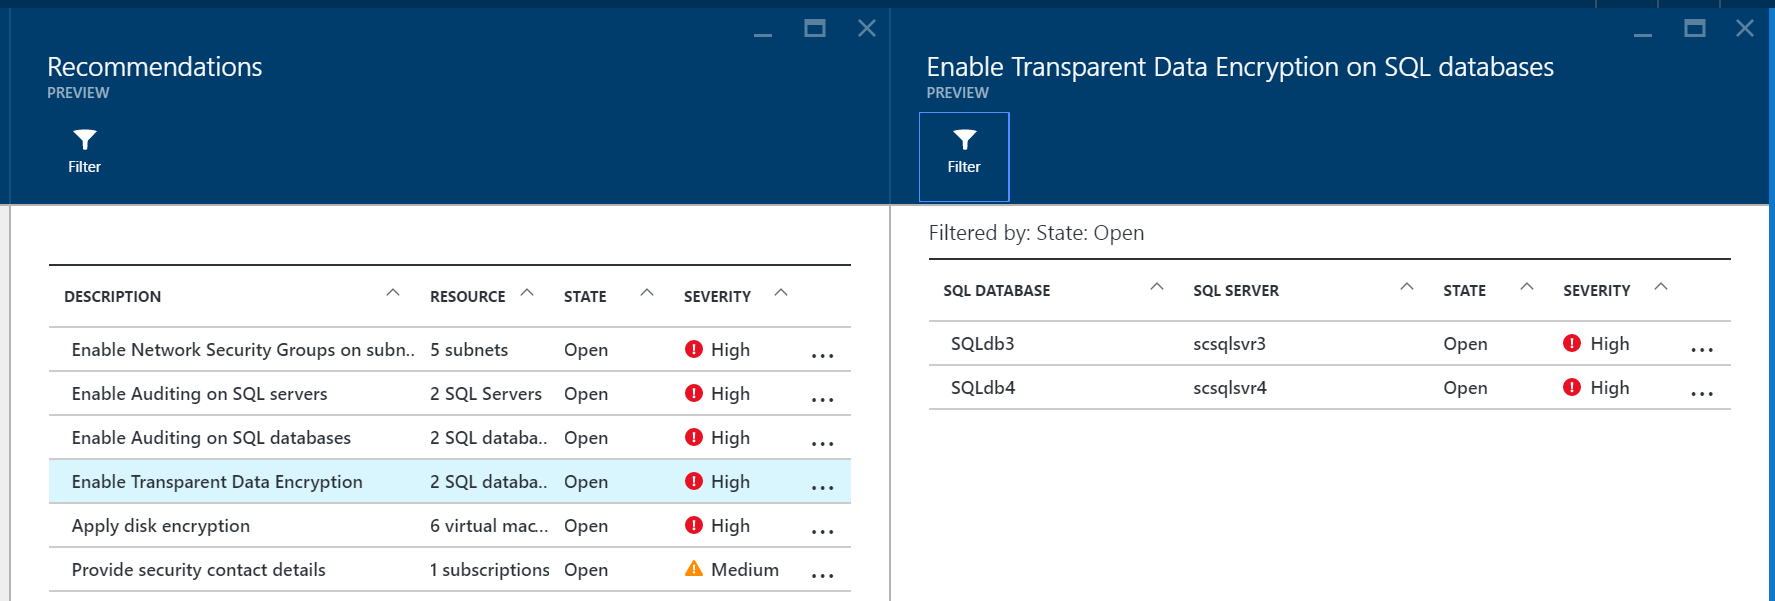 Recommendations
PREVIEW
Filter
DESCRIPTION RESOURCE STATE SEVERITY
Enable Network Security Groups on subn.. 5 subnets Open High ...
Enable Auditing on SQL servers 2 SQL Servers Open High ...
Enable Auditing on SQL databases 2 SQL databa.. Open High ...
Enable Transparent Data Encryption 2 SQL databa.. Open High ...
Apply disk encryption 6 virtual mac... Open High ...
Provide security contact details 1 subscriptions Open Medium ...
Enable Transparent Data Encryption on SQL databases
PREVIEW
Filter
Filtered by: State: Open
SQL DATABASE SQL SERVER STATE SEVERITY
SQLdb3 scsqlsvr3 Open High ...
SQLdb4 scsqlsvr4 Open High ...